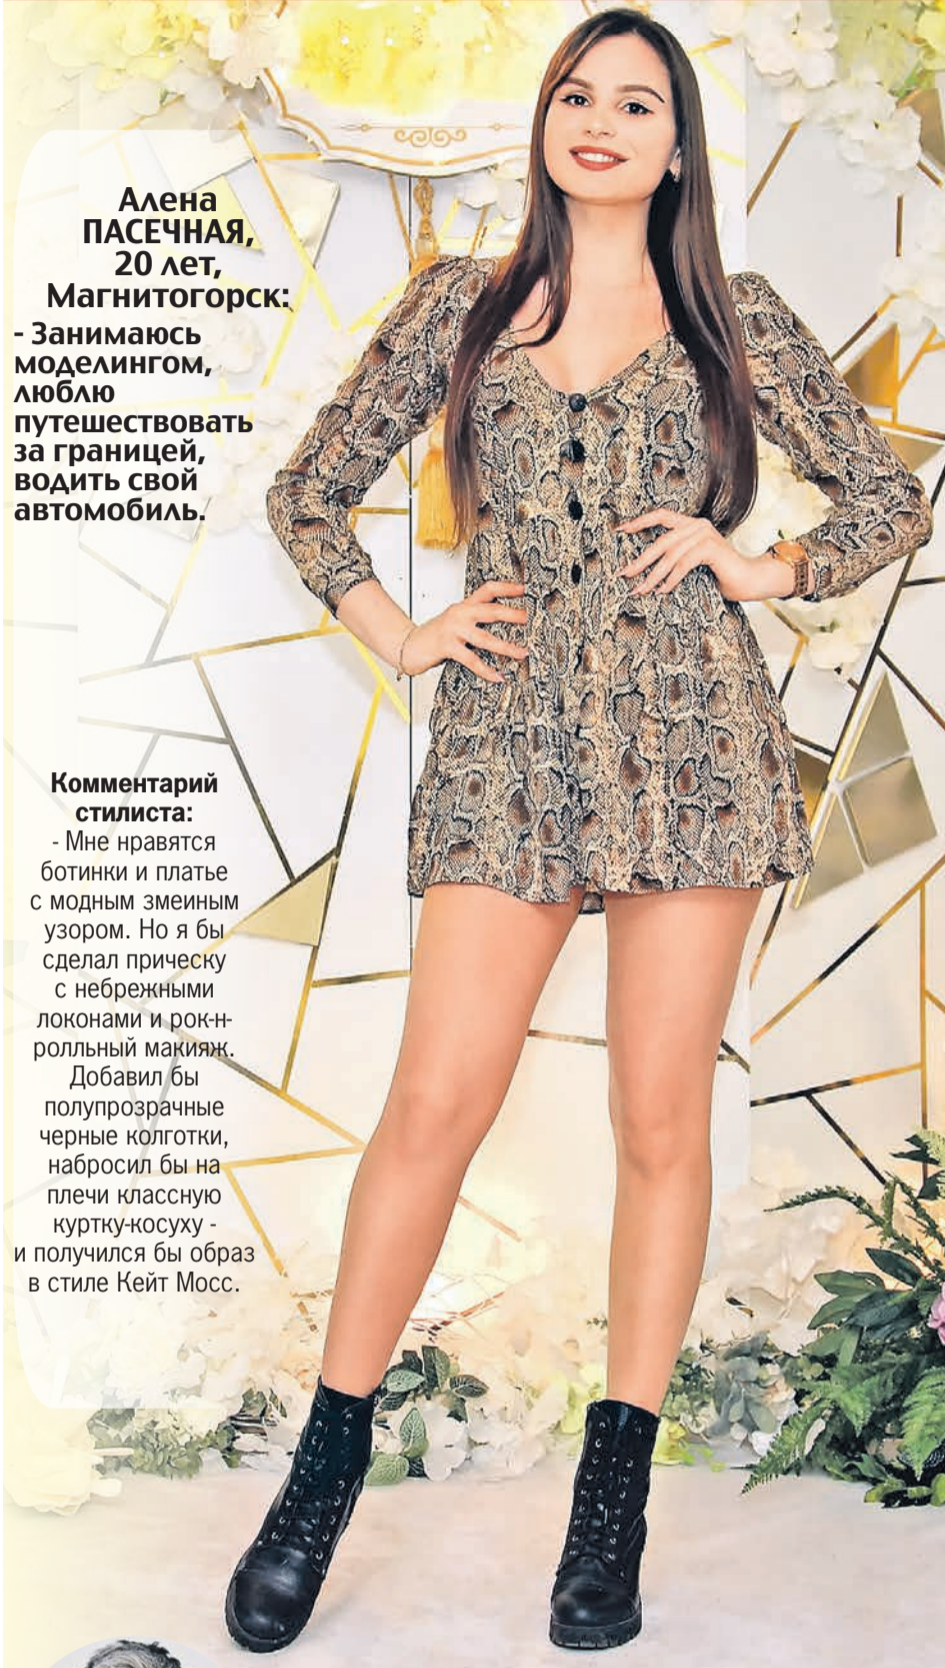 Алена
ПАСЕЧНАЯ,
20 лет,
Магнитогорск:
- Занимаюсь
моделингом,
люблю
путешествовать
за границей,
водить свой
автомобиль.
Комментарий
стилиста:
- Мне нравятся
ботинки и платье
с модным змеиным
узором. Но я бы
сделал прическу
с небрежными
локонами и рок-н-
ролльный макияж.
Добавил бы
полупрозрачные
черные колготки,
набросил бы на
плечи классную
куртку-косуху -
и получился бы образ
в стиле Кейт Мосс.